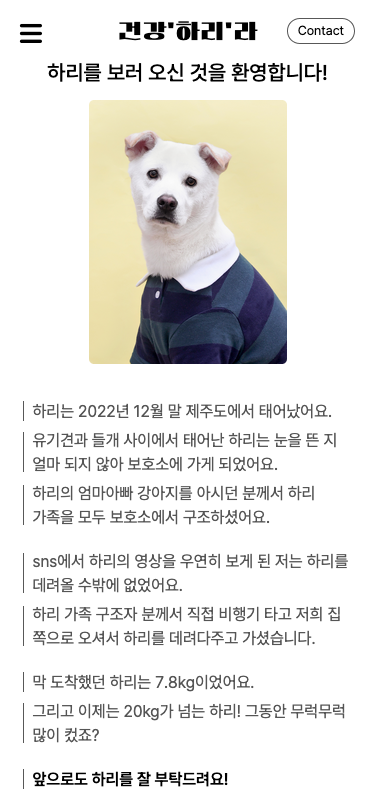 건강'하리'라
Contact
하리를 보러 오신 것을 환영합니다!
하리는 2022년 12월 말 제주도에서 태어났어요.
유기견과 들개 사이에서 태어난 하리는 눈을 뜬 지
얼마 되지 않아 보호소에 가게 되었어요.
하리의 엄마아빠 강아지를 아시던 분께서 하리
가족을 모두 보호소에서 구조하셨어요.
sns에서 하리의 영상을 우연히 보게 된 저는 하리를
데려올 수밖에 없었어요.
하리 가족 구조자 분께서 직접 비행기 타고 저희 집
쪽으로 오셔서 하리를 데려다주고 가셨습니다.
막 도착했던 하리는 7.8kg이었어요.
그리고 이제는 20kg가 넘는 하리! 그동안 무럭무럭
많이 컸죠?
앞으로도 하리를 잘 부탁드려요!